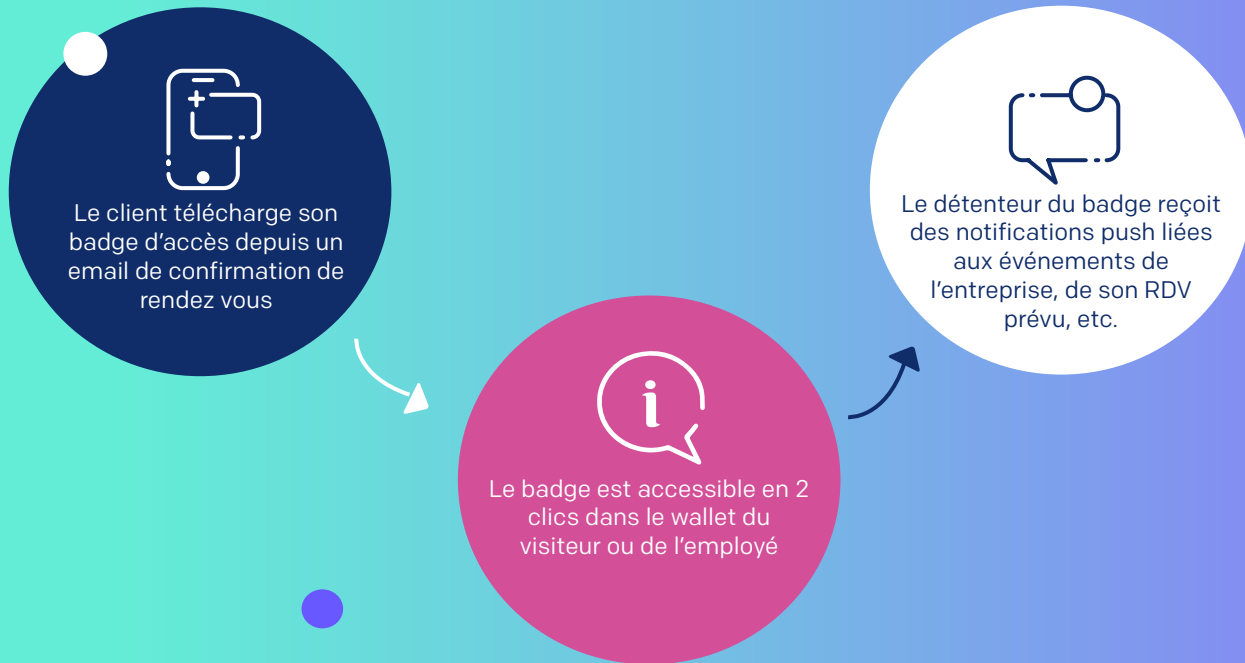 Le client télécharge son
badge d’accès depuis un
email de confirmation de
rendez vous
Le badge est accessible en 2
clics dans le wallet du
visiteur ou de l’employé
Le détenteur du badge reçoit
des notifications push liées
aux événements de
l’entreprise, de son RDV
prévu, etc.